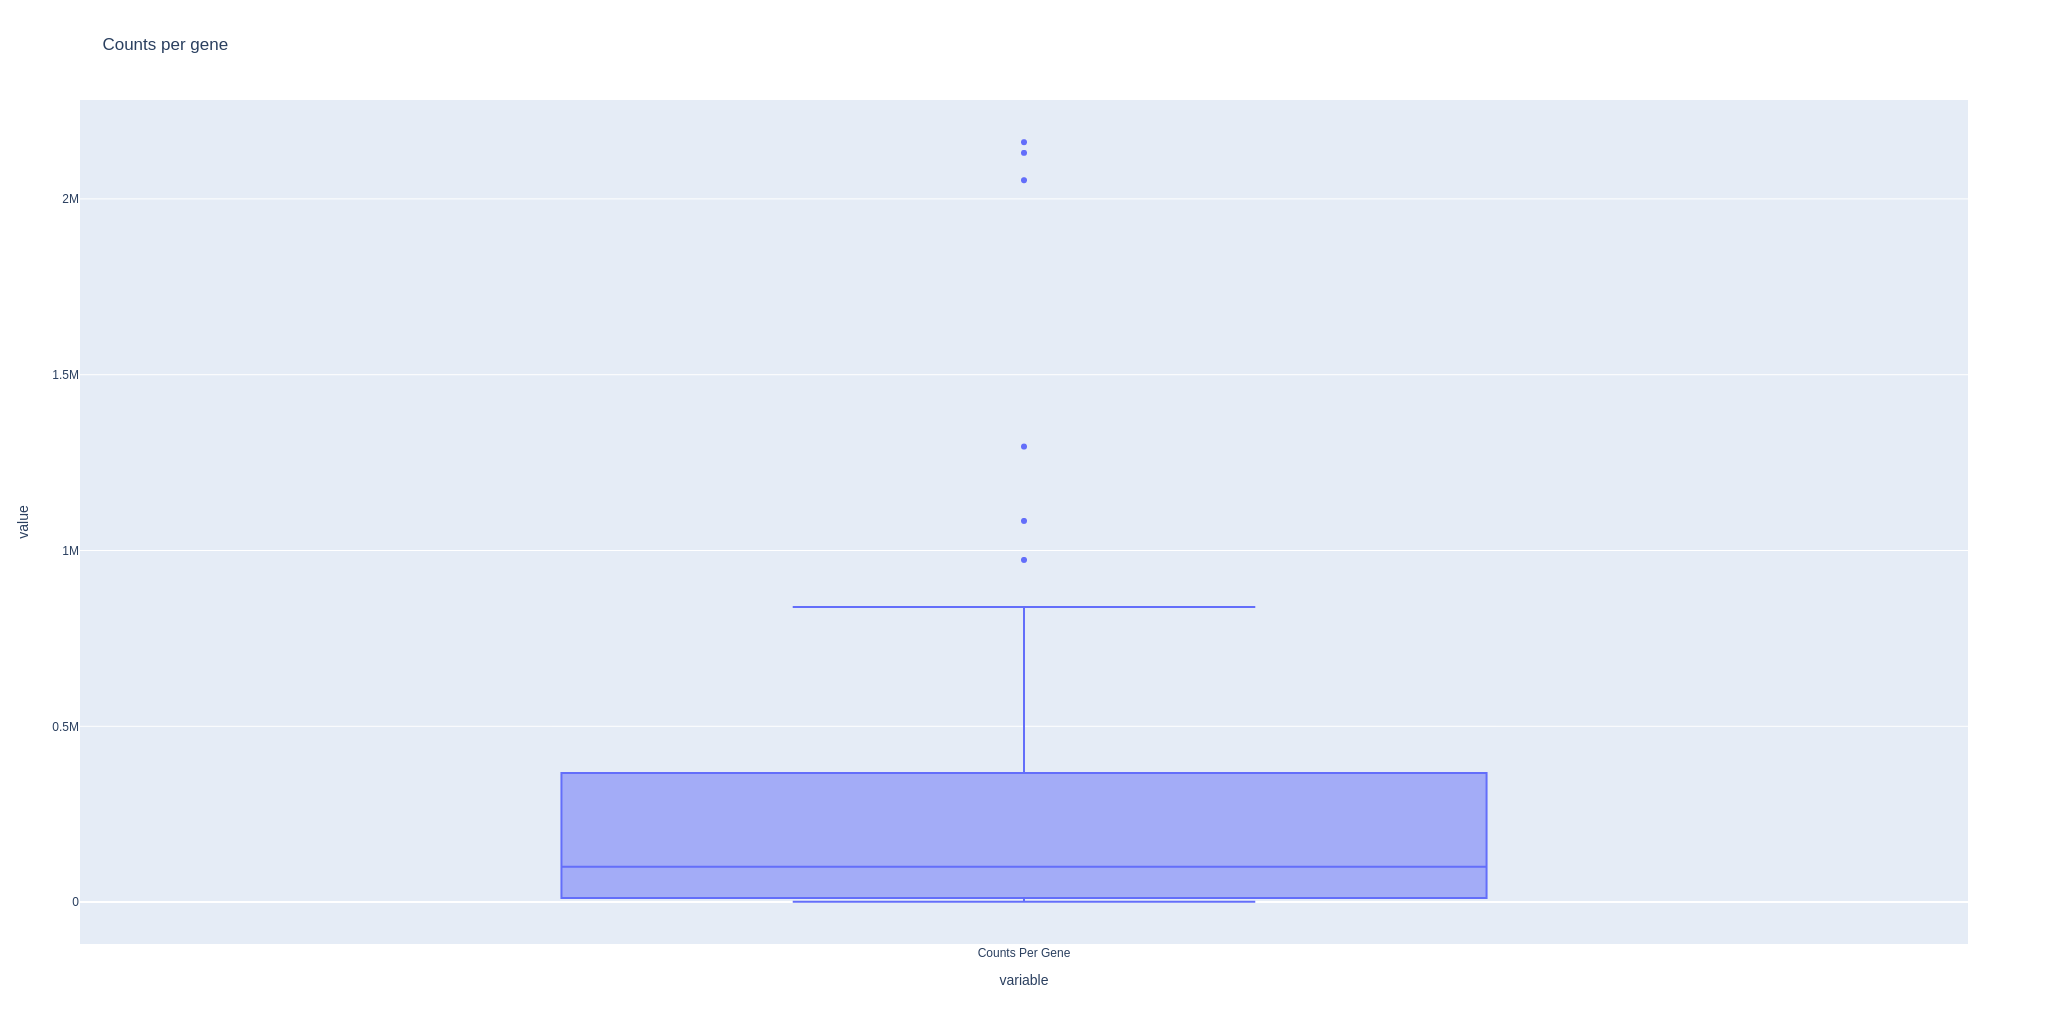 Counts per gene
2M
1.5M
1M
0.5M
0
value
Counts Per Gene
variable